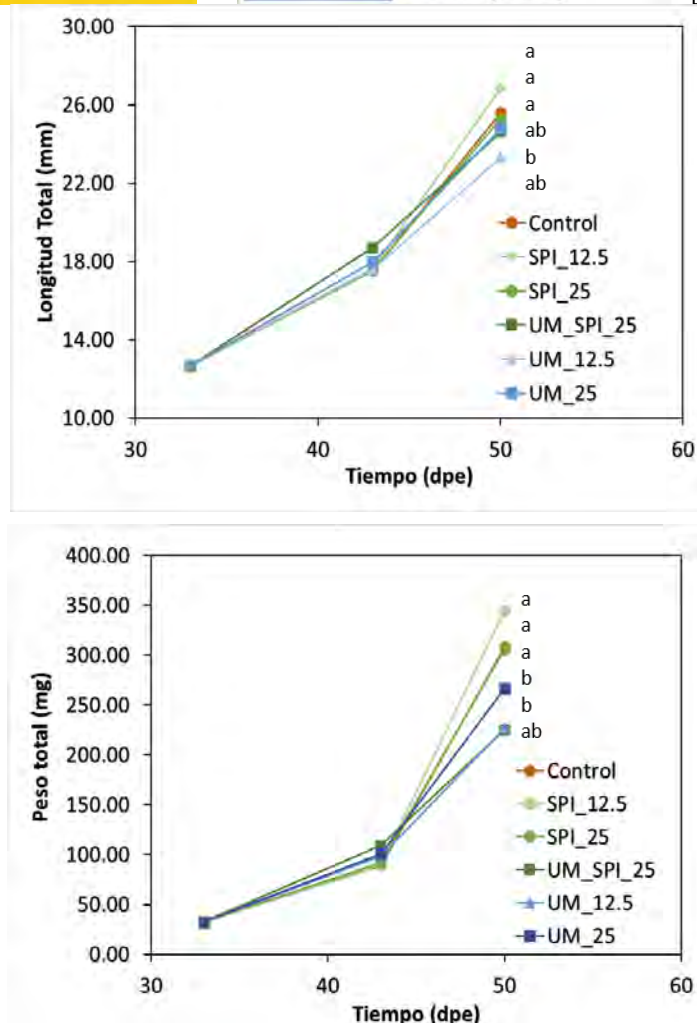 30.00
26.00
22.00
18.00
14.00
10.00
Longitud Total (mm)
a
a
a
ab
b
ab
Control
SPI_12.5
SPI_25
UM_SPI_25
UM_12.5
UM_25
30 40 50 60
Tiempo (dpe)
400.00
350.00
300.00
250.00
200.00
150.00
100.00
50.00
0.00
Peso total (mg)
a
a
a
b
b
ab
Control
SPI_12.5
SPI_25
UM_SPI_25
UM_12.5
UM_25
30 40 50 60
Tiempo (dpe)